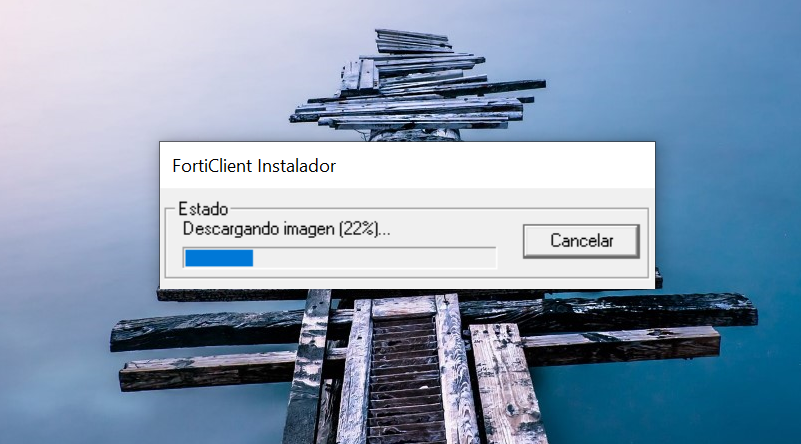 FortiClient Instalador
Estado
Descargando imagen (22%)...
Cancelar